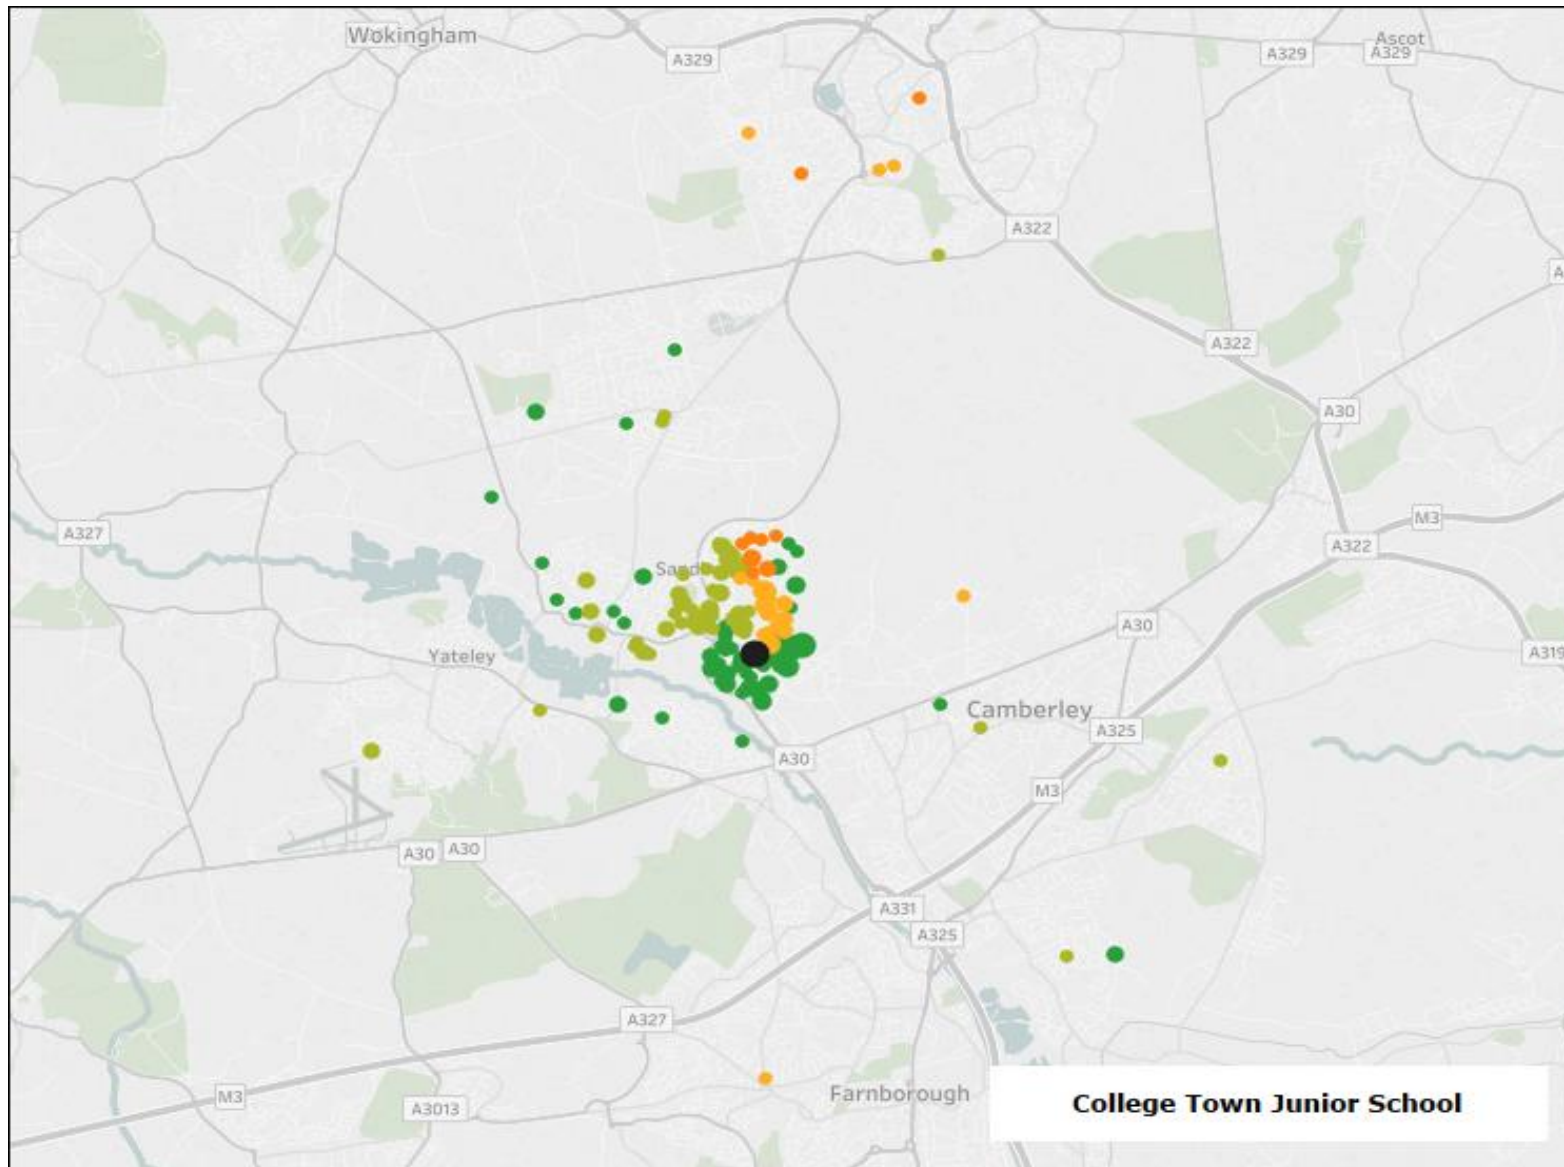 Wokingham
Ascot
A329
A329
A329
A322
A
A322
A30
M3
A327
A322
Sand
A30
A319
Yateley
Camberley
A325
A30
M3
A30
A30
A331
A325
A327
M3
A3013
Farnborough
College Town Junior School